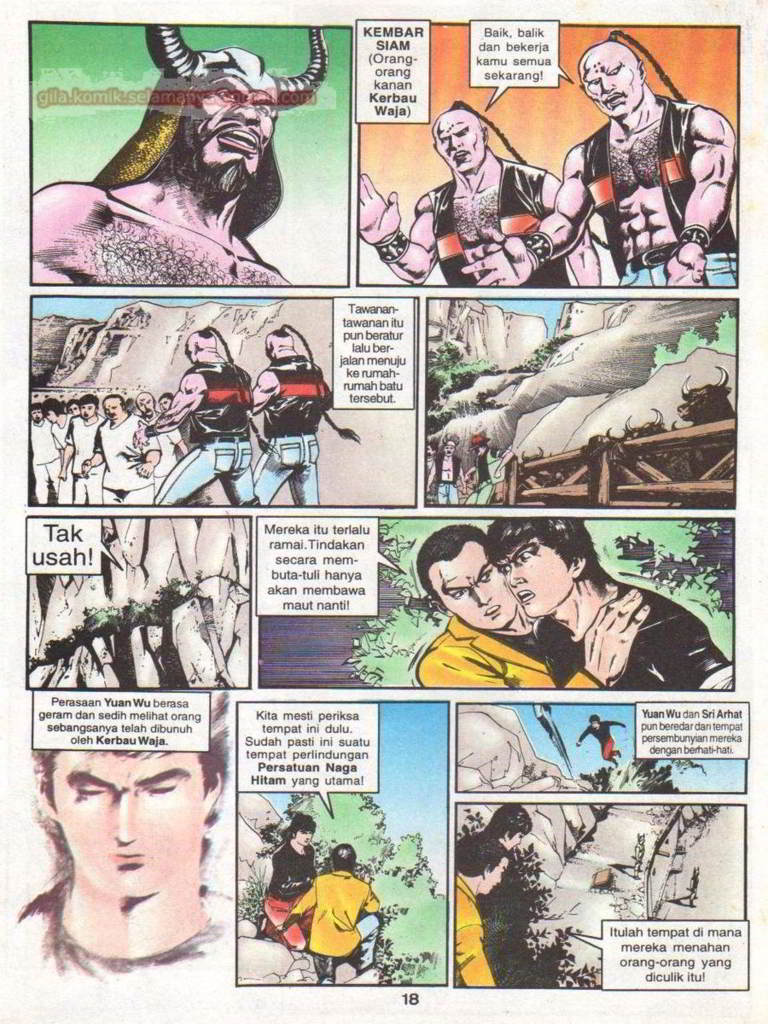 gila.komik.selamanya@gmail.com
KEMBAR
SIAM
(Orang-
orang
kanan
Kerbau
Waja)
Baik, balik
dan bekerja
kamu semua
sekarang!
Tawanan-
tawanan itu
pun beratur
lalu ber-
jalan menuju
ke rumah-
rumah batu
tersebut.
Tak
usah!
Mereka itu terlalu
ramai.Tindakan
secara mem-
buta-tuli hanya
akan membawa
maut nanti!
Perasaan Yuan Wu berasa
geram dan sedih melihat orang
sebangsanya telah dibunuh
oleh Kerbau Waja.
Kita mesti periksa
tempat ini dulu.
Sudah pasti ini suatu
tempat perlindungan
Persatuan Naga
Hitam yang utama!
Yuan Wu dan Sri Arhat
pun beredar dari tempat
persembunyian mereka
dengan berhati-hati.
Itulah tempat di mana
mereka menahan
orang-orang yang
diculik itu!
18